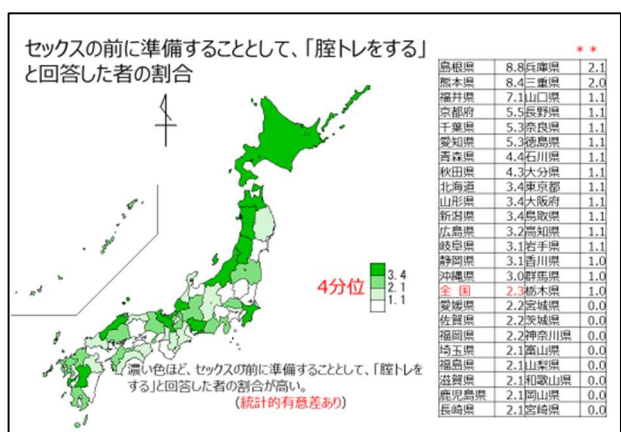 セックスの前に準備することとして、「腟トレをする」
と回答した者の割合
＊＊
島根県 8.8 兵庫県 2.1
熊本県 8.4 三重県 2.0
福井県 7.1 山口県 1.1
京都府 5.5 長野県 1.1
千葉県 5.3 奈良県 1.1
愛知県 5.3 徳島県 1.1
青森県 4.4 石川県 1.1
秋田県 4.3 大分県 1.1
北海道 3.4 東京都 1.1
山形県 3.4 大阪府 1.1
新潟県 3.4 鳥取県 1.1
広島県 3.2 高知県 1.1
岐阜県 3.1 岩手県 1.1
静岡県 3.1 香川県 1.0
沖縄県 3.0 群馬県 1.0
全国 2.3 栃木県 1.0
愛媛県 2.2 宮城県 0.0
佐賀県 2.2 茨城県 0.0
福岡県 2.2 神奈川県 0.0
埼玉県 2.1 富山県 0.0
福島県 2.1 山梨県 0.0
滋賀県 2.1 和歌山県 0.0
鹿児島県 2.1 岡山県 0.0
長崎県 2.1 宮崎県 0.0
4分位
3.4
2.1
1.1
濃い色ほど、セックスの前に準備することとして、「腟トレを
する」と回答した者の割合が高い。
(統計的有意差あり)